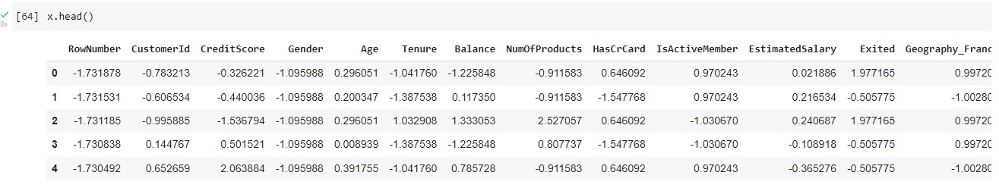 [64] x.head()
0s
RowNumber CustomerId CreditScore Gender Age Tenure Balance NumOfProducts HasCrCard IsActiveMember EstimatedSalary Exited Geography_Franc
0 -1.731878 -0.783213 -0.326221 -1.095988 0.296051 -1.041760 -1.225848 -0.911583 0.646092 0.970243 0.021886 1.977165 0.99720
1 -1.731531 -0.606534 -0.440036 -1.095988 0.200347 -1.387538 0.117350 -0.911583 -1.547768 0.970243 0.216534 -0.505775 -1.00280
2 -1.731185 -0.995885 -1.536794 -1.095988 0.296051 1.032908 1.333053 2.527057 0.646092 -1.030670 0.240687 1.977165 0.99720
3 -1.730838 0.144767 0.501521 -1.095988 0.008939 -1.387538 -1.225848 0.807737 -1.547768 -1.030670 -0.108918 -0.505775 0.99720
4 -1.730492 0.652659 2.063884 -1.095988 0.391755 -1.041760 0.785728 -0.911583 0.646092 0.970243 -0.365276 -0.505775 -1.00280